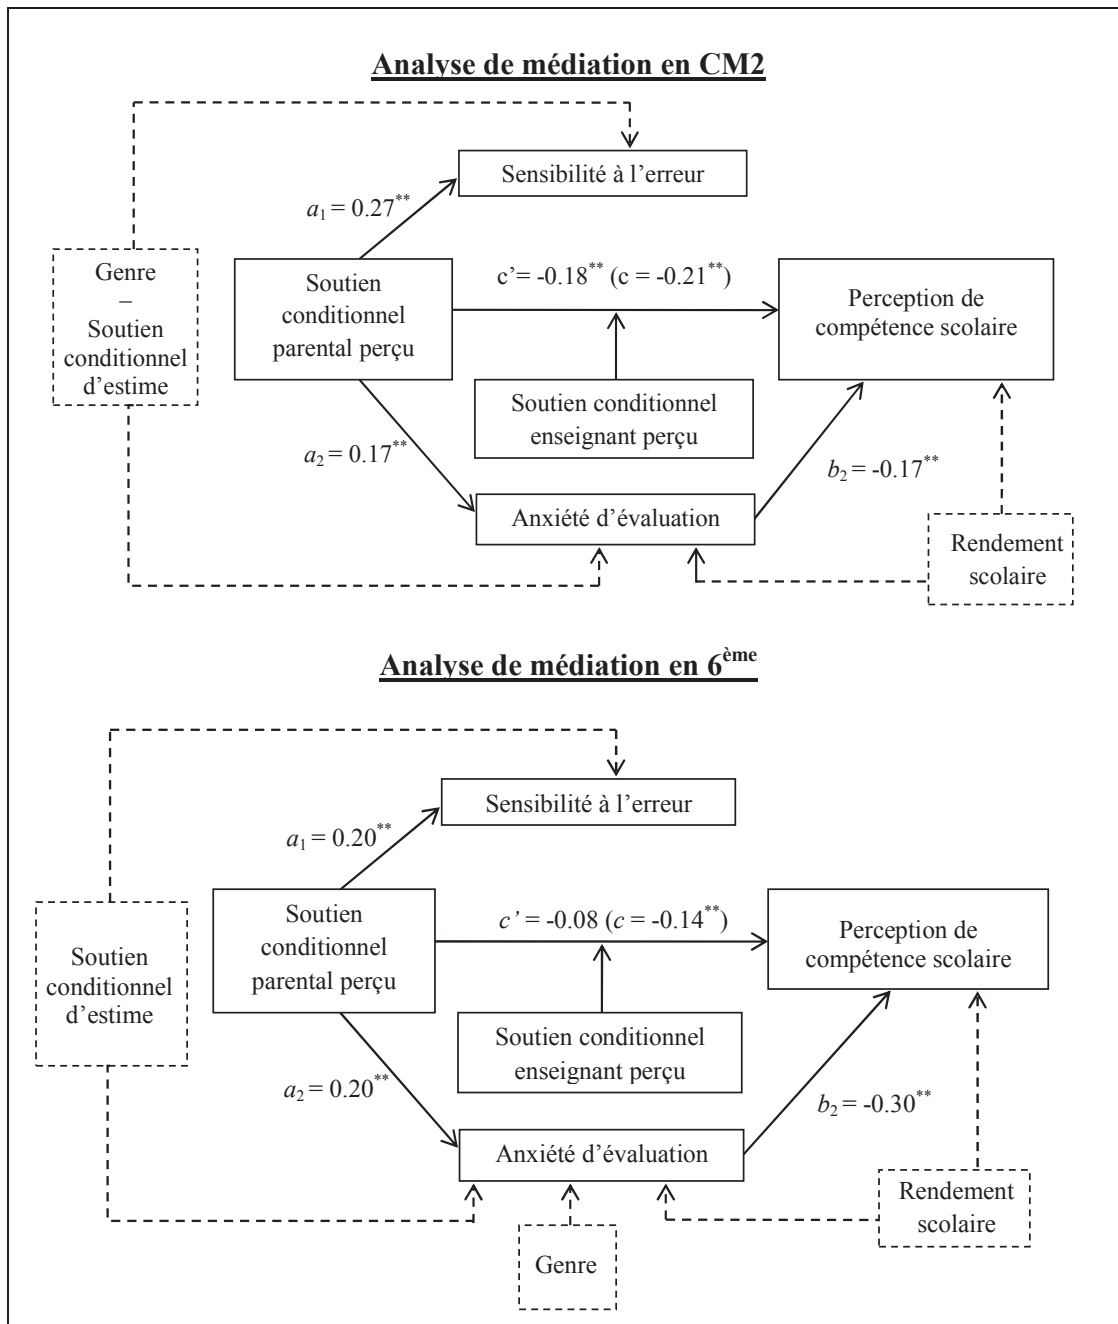 Analyse de médiation en CM2
Sensibilité à l'erreur
a1 = 0.27**
Genre
–
Soutien
conditionnel
d'estime
Soutien
conditionnel
parental perçu
c'= -0.18** (c = -0.21**)
Perception de
compétence scolaire
Soutien conditionnel
enseignant perçu
a2 = 0.17**
b2 = -0.17**
Anxiété d'évaluation
Rendement
scolaire
Analyse de médiation en 6ème
Sensibilité à l'erreur
a1 = 0.20**
Soutien
conditionnel
d'estime
Soutien
conditionnel
parental perçu
c' = -0.08 (c = -0.14**)
Perception de
compétence scolaire
Soutien conditionnel
enseignant perçu
a2 = 0.20**
b2 = -0.30**
Anxiété d'évaluation
Rendement
scolaire
Genre